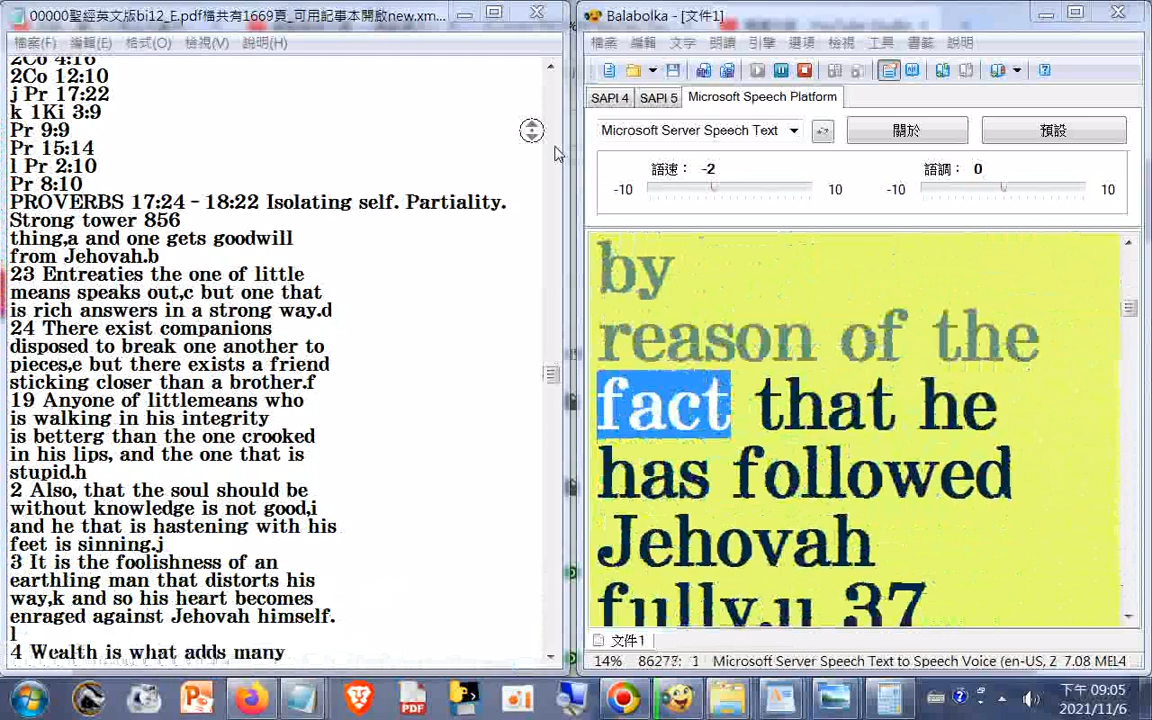 00000聖經英文版bi12_E.pdf檔共有1669頁_可用記事本開啟new.xm...
檔案(F) 編輯(E) 格式(O) 檢視(V) 說明(H)
2Co 4:16
2Co 12:10
j Pr 17:22
k 1Ki 3:9
Pr 9:9
Pr 15:14
l Pr 2:10
Pr 8:10
PROVERBS 17:24 – 18:22 Isolating self. Partiality.
Strong tower 856
thing,a and one gets goodwill
from Jehovah.b
23 Entreaties the one of little
means speaks out,c but one that
is rich answers in a strong way.d
24 There exist companions
disposed to break one another to
pieces,e but there exists a friend
sticking closer than a brother.f
19 Anyone of littlemeans who
is walking in his integrity
is betterg than the one crooked
in his lips, and the one that is
stupid.h
2 Also, that the soul should be
without knowledge is not good,i
and he that is hastening with his
feet is sinning.j
3 It is the foolishness of an
earthling man that distorts his
way,k and so his heart becomes
enraged against Jehovah himself.
l
4 Wealth is what adds many
Balabolka - [文件1]
檔案 編輯 文字 朗讀 引擎 選項 檢視 工具 書籤 說明
SAPI 4 SAPI 5 Microsoft Speech Platform
Microsoft Server Speech Text 關於 預設
語速： -2 語調： 0
-10 10 -10 10
by
reason of the
fact that he
has followed
Jehovah
fully.u 37
文件1
14% 86277: 1 Microsoft Server Speech Text to Speech Voice (en-US, Z 7.08 ME
下午 09:05
2021/11/6